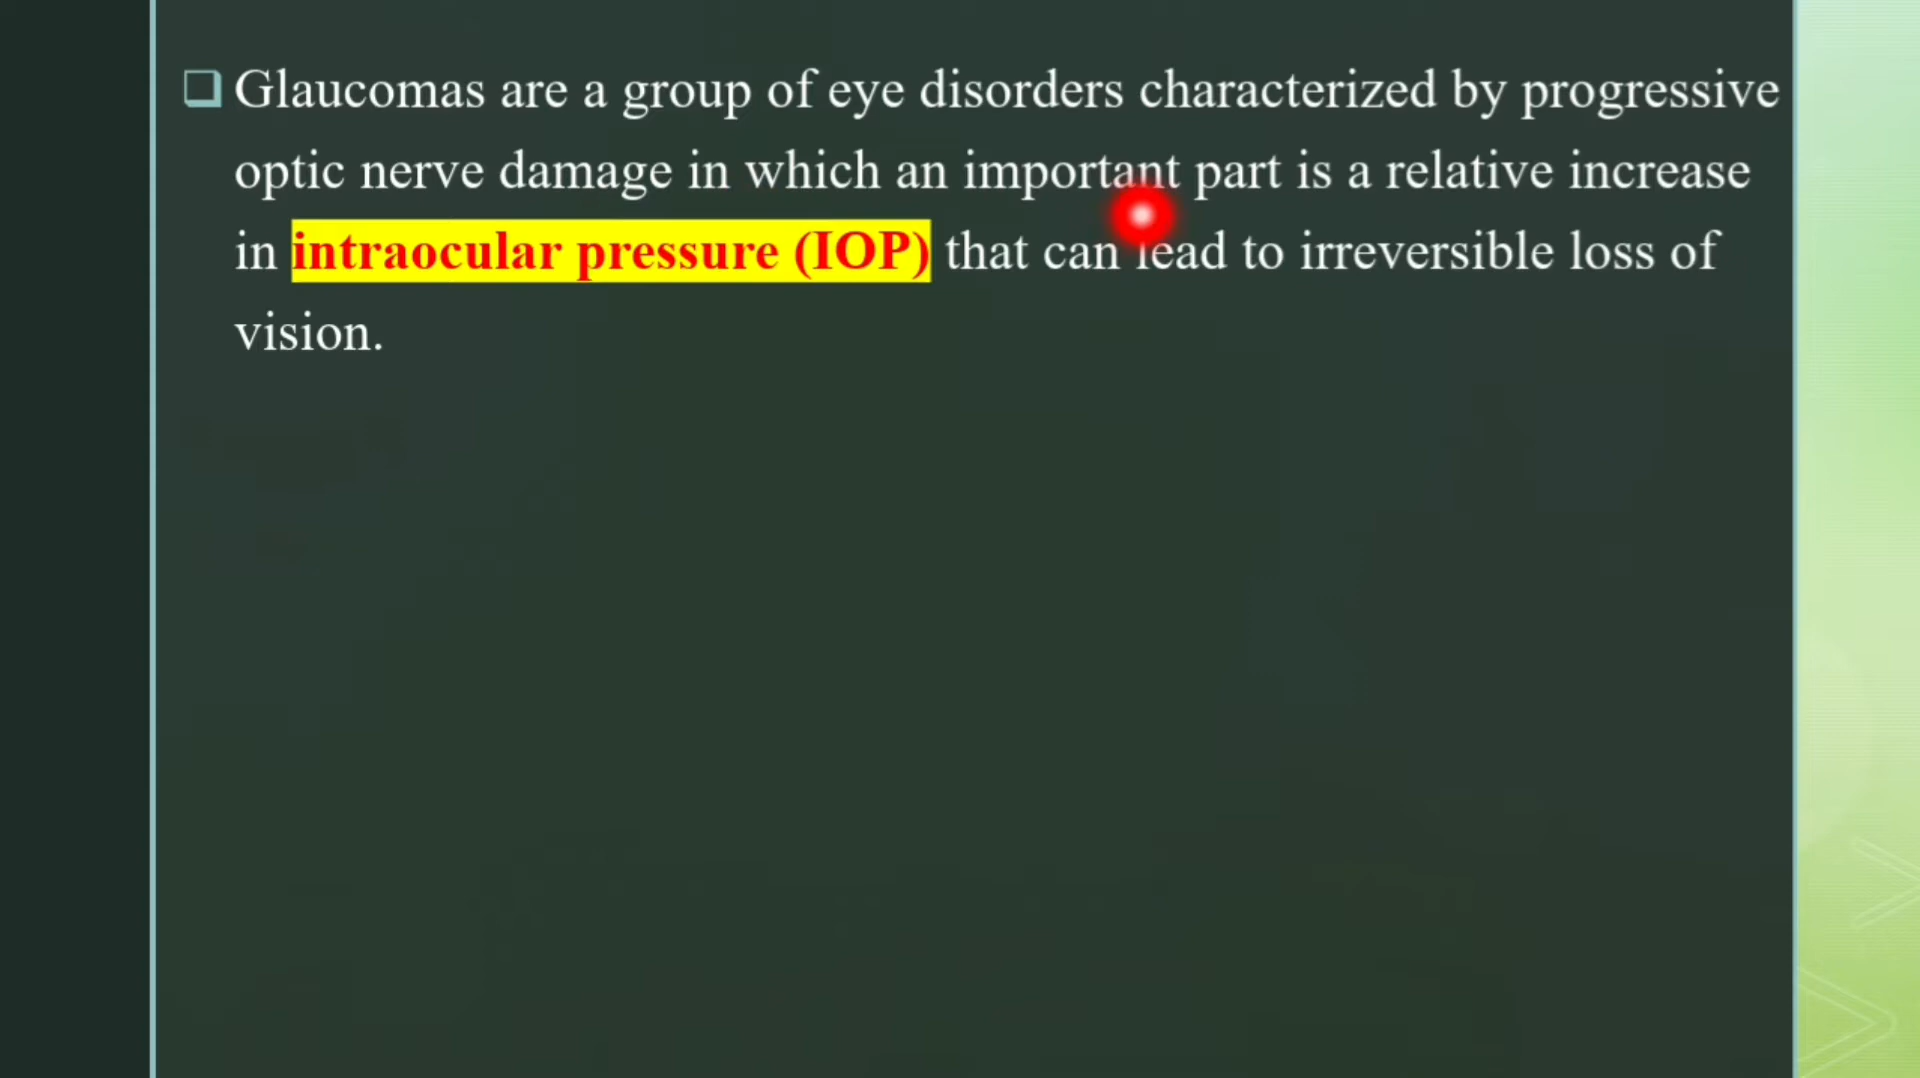 Glaucomas are a group of eye disorders characterized by progressive
optic nerve damage in which an important part is a relative increase
in intraocular pressure (IOP) that can lead to irreversible loss of
vision.